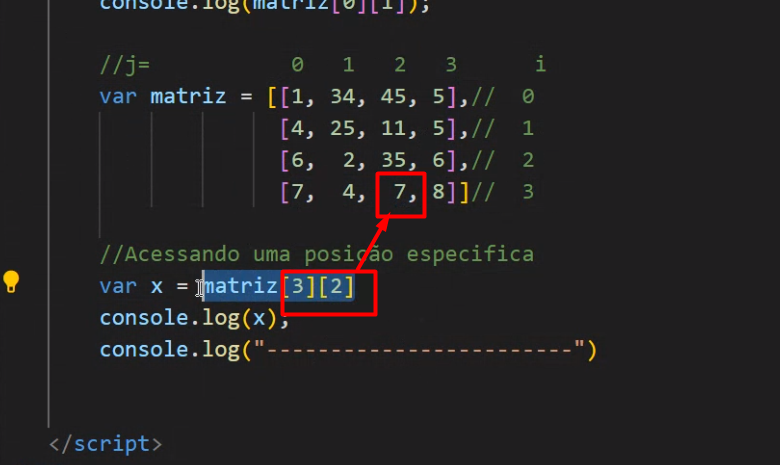 console.log(matriz[0][i]);
//j= 0 1 2 3 i
var matriz = [[1, 34, 45, 5],// 0
[4, 25, 11, 5],// 1
[6, 2, 35, 6],// 2
[7, 4, 7, 8]]// 3
//Acessando uma posição especifica
var x = matriz[3][2]
console.log(x);
console.log("------------------------")
</script>